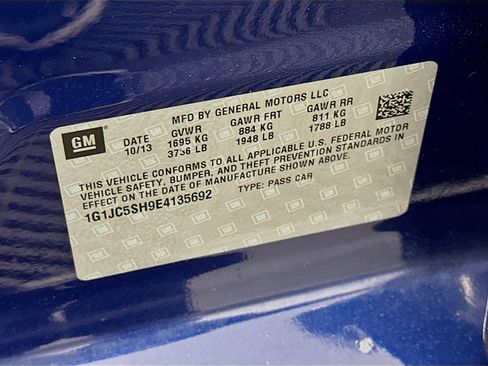 MFD BY GENERAL MOTORS LLC
GM DATE GVWR GAWR FRT GAWR RR
10/13 1695 KG 884 KG 811 KG
3736 LB 1948 LB 1788 LB
THIS VEHICLE CONFORMS TO ALL APPLICABLE U.S. FEDERAL MOTOR
VEHICLE SAFETY, BUMPER, AND THEFT PREVENTION STANDARDS IN
EFFECT ON THE DATE OF MANUFACTURE SHOWN ABOVE.
1G1JC5SH9E4135692 TYPE: PASS CAR